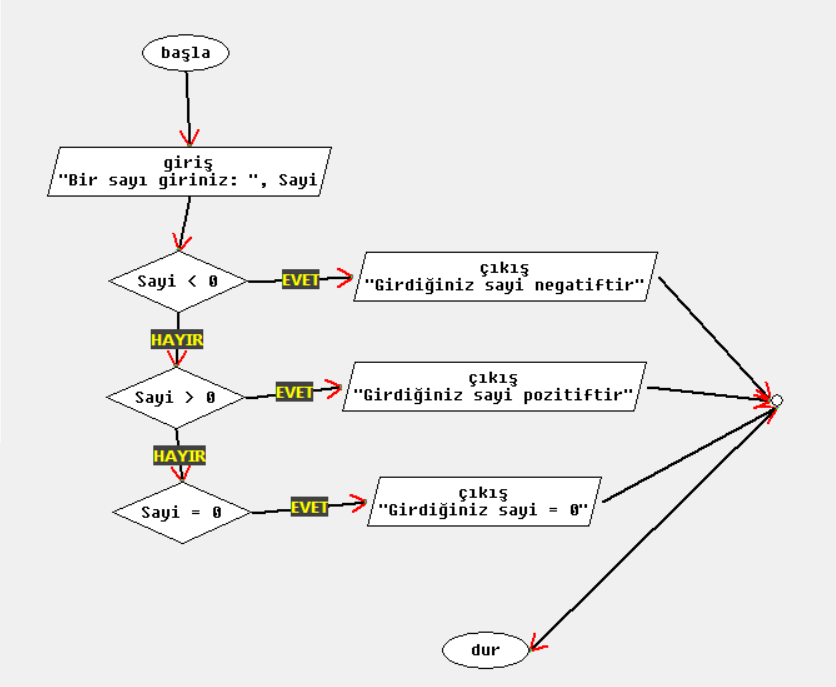 başla
giriş
"Bir sayı giriniz: ", Sayi
Sayi < 0
EVET
çıkış
"Girdiğiniz sayi negatiftir"
HAYIR
Sayi > 0
EVET
çıkış
"Girdiğiniz sayi pozitiftir"
HAYIR
Sayi = 0
EVET
çıkış
"Girdiğiniz sayi = 0"
dur